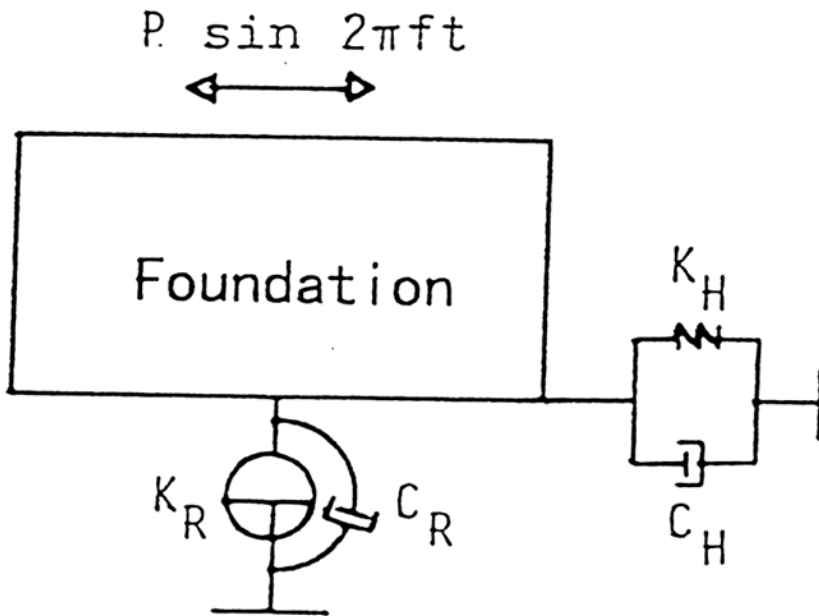 P. sin 2πft
Foundation
K_H
K_R
C_R
C_H